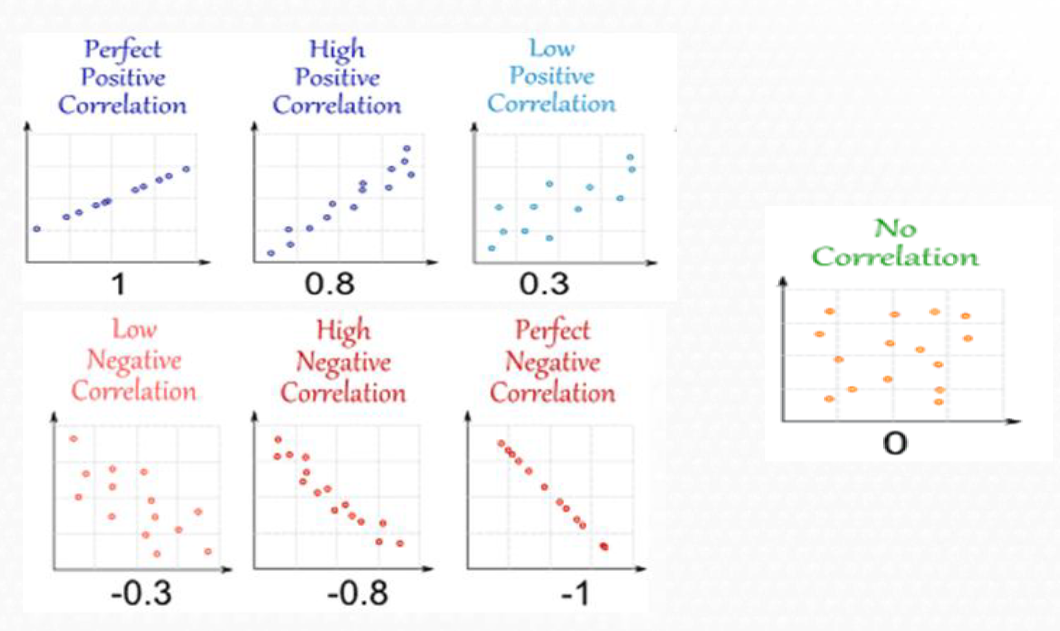 Perfect
Positive
Correlation
1
High
Positive
Correlation
0.8
Low
Positive
Correlation
0.3
No
Correlation
0
Low
Negative
Correlation
-0.3
High
Negative
Correlation
-0.8
Perfect
Negative
Correlation
-1